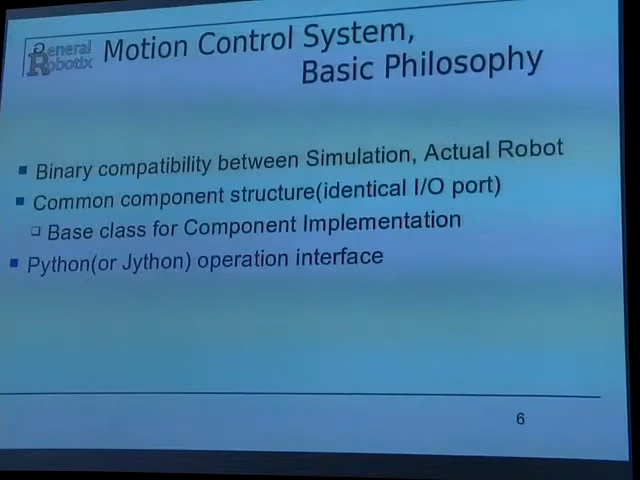 General
Robotix
Motion Control System,
Basic Philosophy
Binary compatibility between Simulation, Actual Robot
Common component structure(identical I/O port)
Base class for Component Implementation
Python(or Jython) operation interface
6